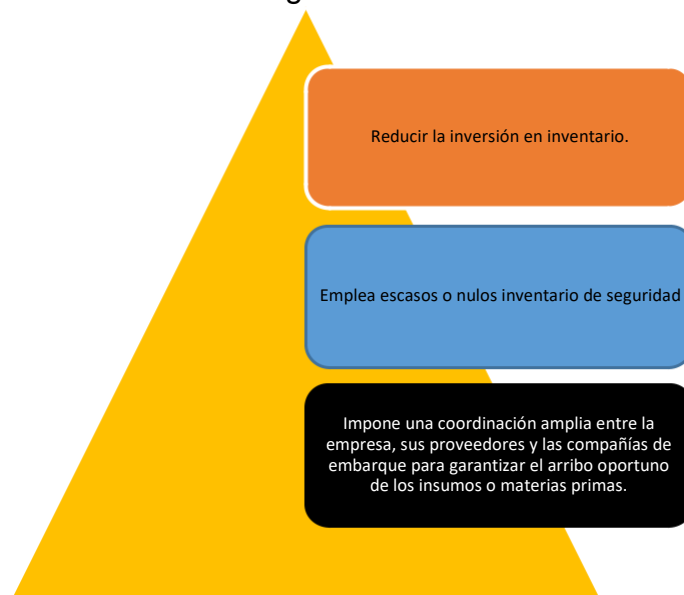 Reducir la inversión en inventario.
Emplea escasos o nulos inventario de seguridad
Impone una coordinación amplia entre la
empresa, sus proveedores y las compañías de
embarque para garantizar el arribo oportuno
de los insumos o materias primas.